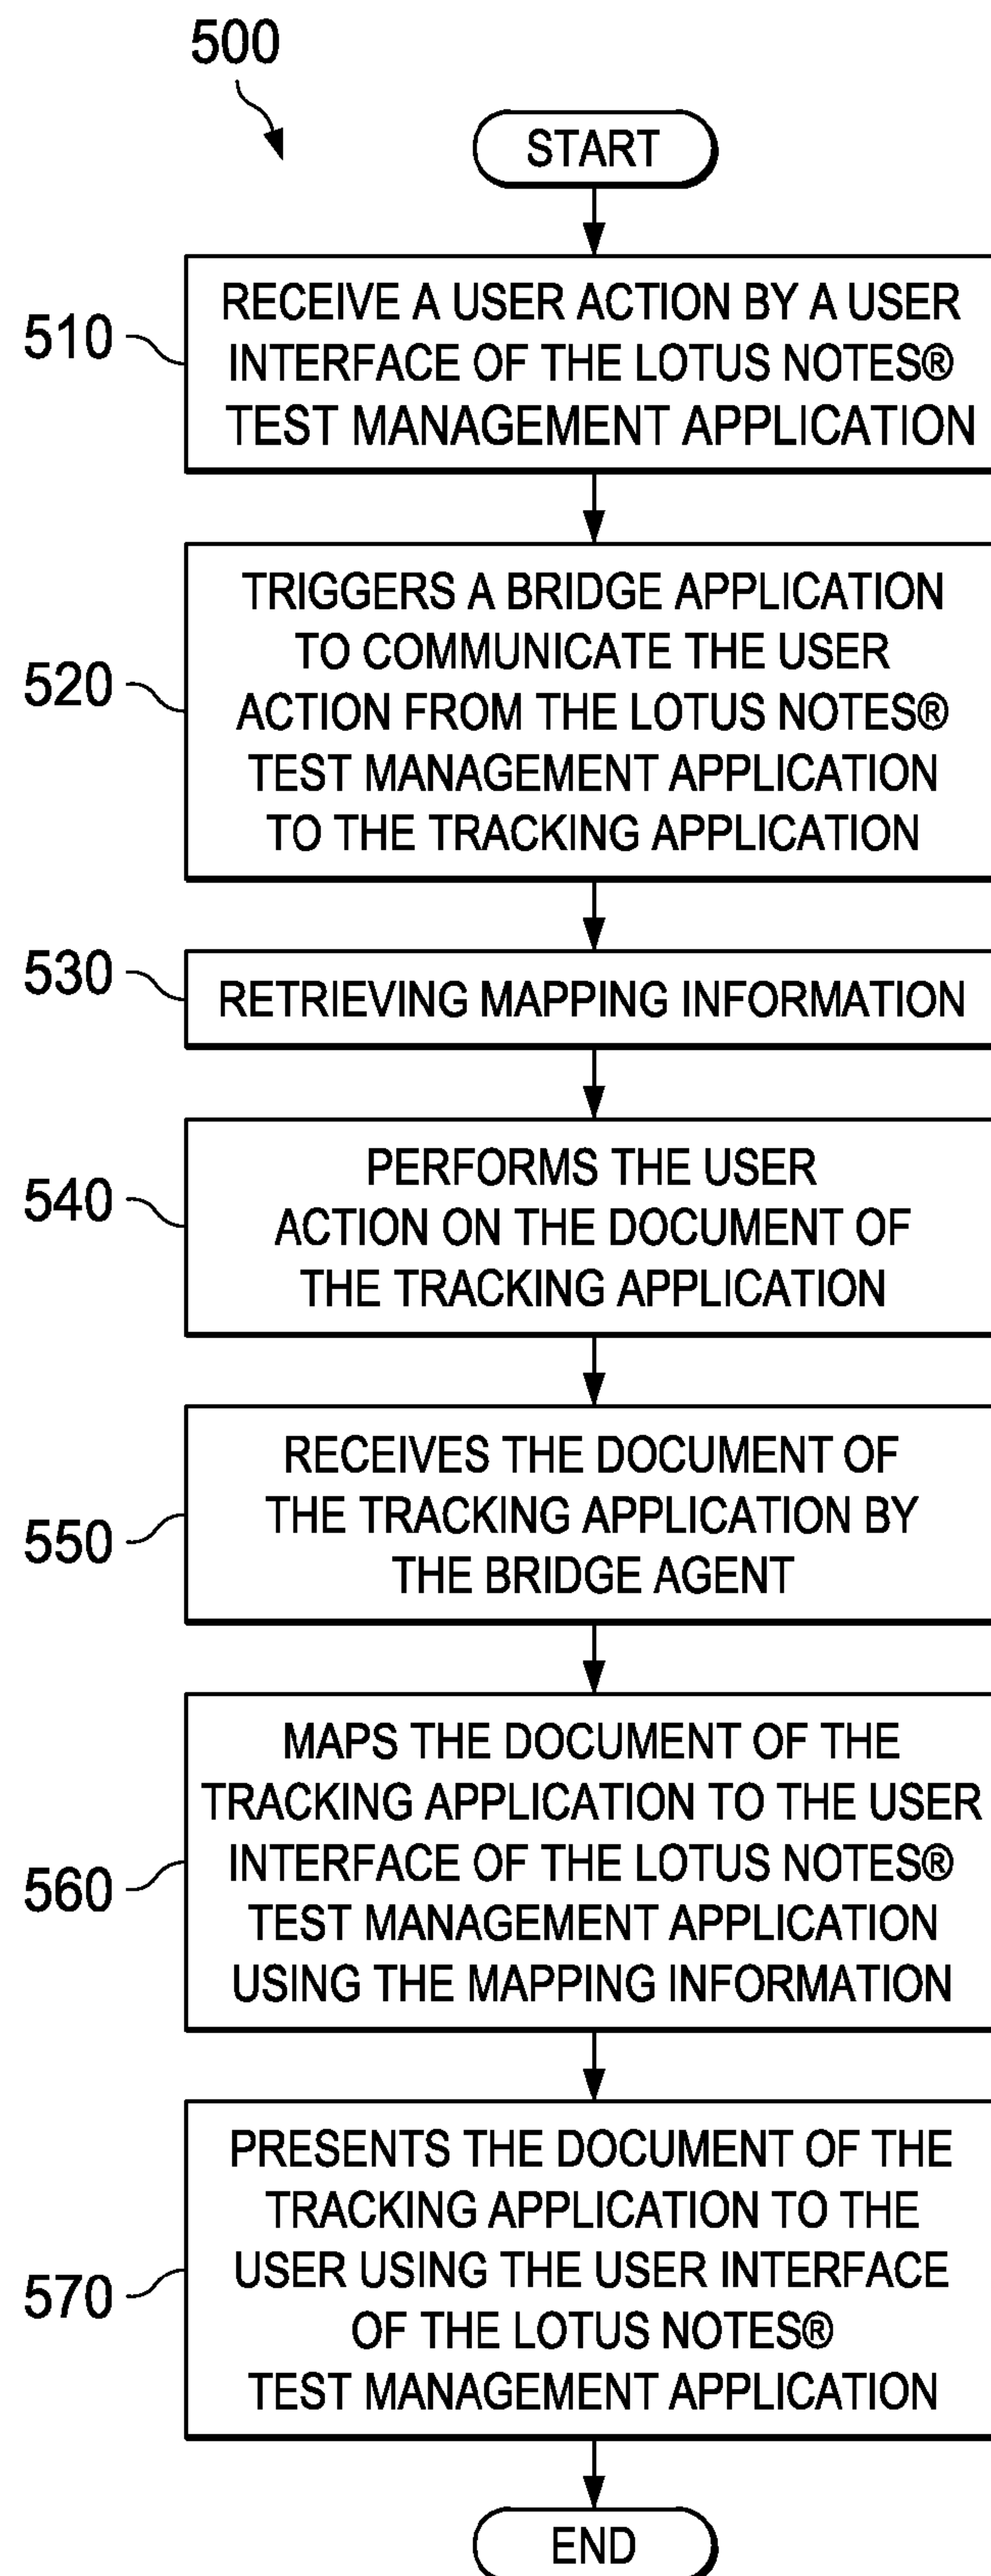 500
START
510
RECEIVE A USER ACTION BY A USER
INTERFACE OF THE LOTUS NOTES®
TEST MANAGEMENT APPLICATION
520
TRIGGERS A BRIDGE APPLICATION
TO COMMUNICATE THE USER
ACTION FROM THE LOTUS NOTES®
TEST MANAGEMENT APPLICATION
TO THE TRACKING APPLICATION
530
RETRIEVING MAPPING INFORMATION
540
PERFORMS THE USER
ACTION ON THE DOCUMENT OF
THE TRACKING APPLICATION
550
RECEIVES THE DOCUMENT OF
THE TRACKING APPLICATION BY
THE BRIDGE AGENT
560
MAPS THE DOCUMENT OF THE
TRACKING APPLICATION TO THE USER
INTERFACE OF THE LOTUS NOTES®
TEST MANAGEMENT APPLICATION
USING THE MAPPING INFORMATION
570
PRESENTS THE DOCUMENT OF THE
TRACKING APPLICATION TO THE
USER USING THE USER INTERFACE
OF THE LOTUS NOTES®
TEST MANAGEMENT APPLICATION
END